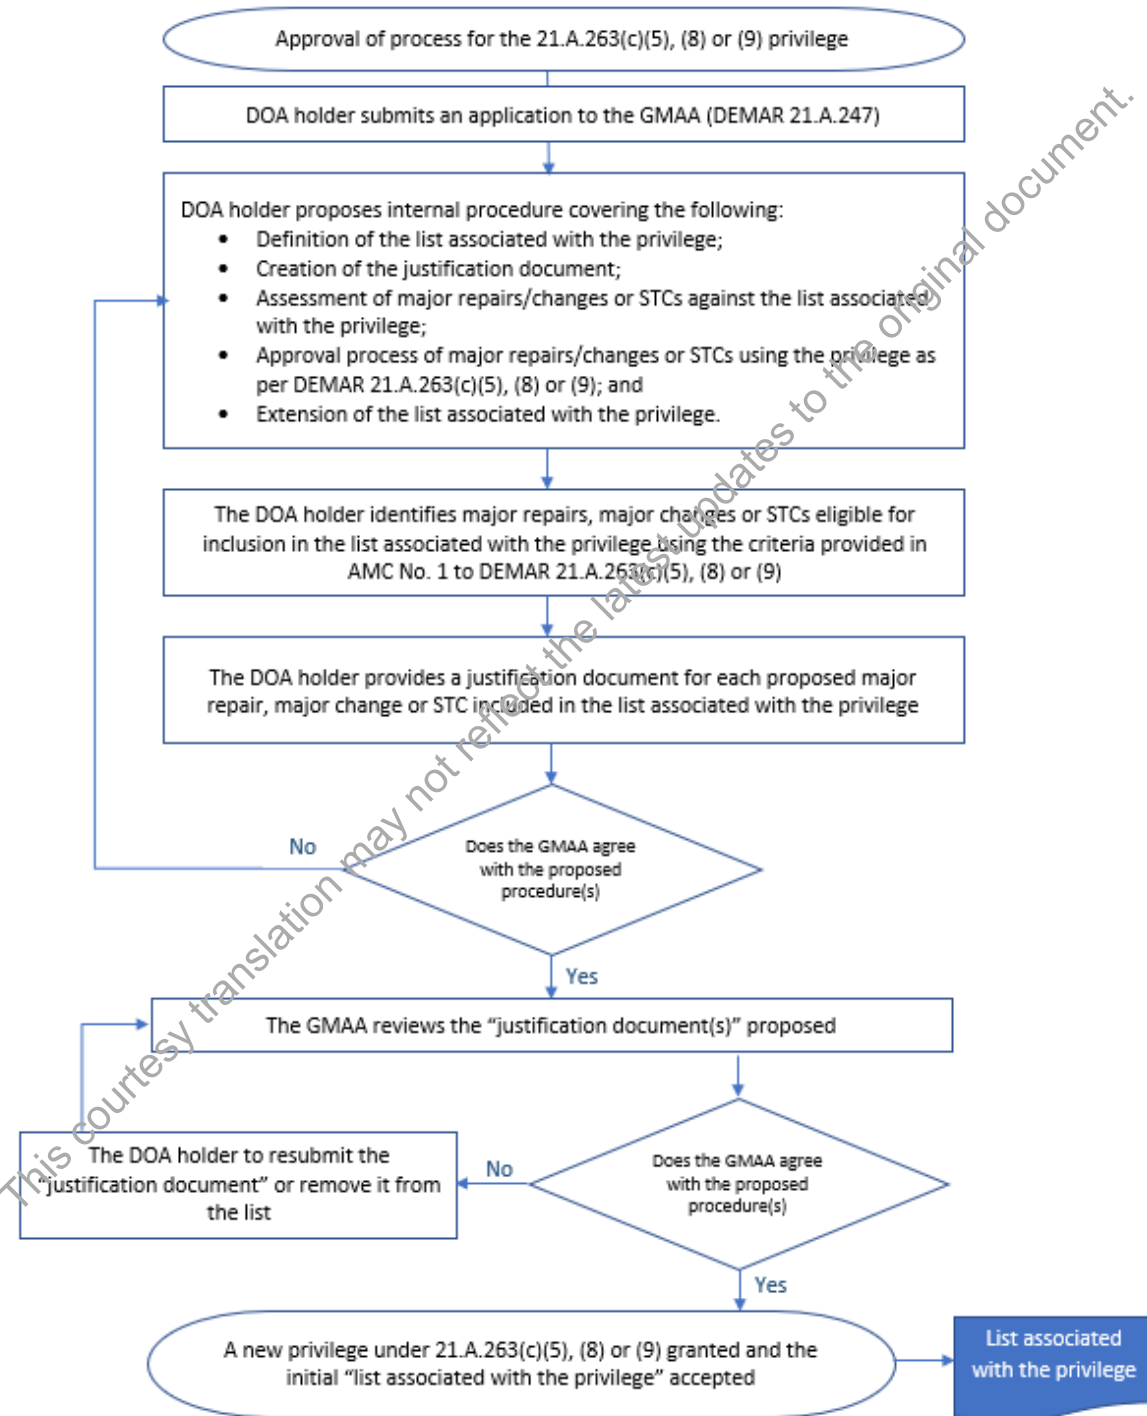 Approval of process for the 21.A.263(c)(5), (8) or (9) privilege
DOA holder submits an application to the GMAA (DEMAR 21.A.247)
DOA holder proposes internal procedure covering the following:
• Definition of the list associated with the privilege;
• Creation of the justification document;
• Assessment of major repairs/changes or STCs against the list associated
with the privilege;
• Approval process of major repairs/changes or STCs using the privilege as
per DEMAR 21.A.263(c)(5), (8) or (9); and
• Extension of the list associated with the privilege.
The DOA holder identifies major repairs, major changes or STCs eligible for
inclusion in the list associated with the privilege using the criteria provided in
AMC No. 1 to DEMAR 21.A.263(c)(5), (8) or (9)
The DOA holder provides a justification document for each proposed major
repair, major change or STC included in the list associated with the privilege
No
Does the GMAA agree
with the proposed
procedure(s)
Yes
The GMAA reviews the “justification document(s)” proposed
The DOA holder to resubmit the
“justification document” or remove it from
the list
No
Does the GMAA agree
with the proposed
procedure(s)
Yes
A new privilege under 21.A.263(c)(5), (8) or (9) granted and the
initial “list associated with the privilege” accepted
List associated
with the privilege
This courtesy translation may not reflect the latest updates to the original document.